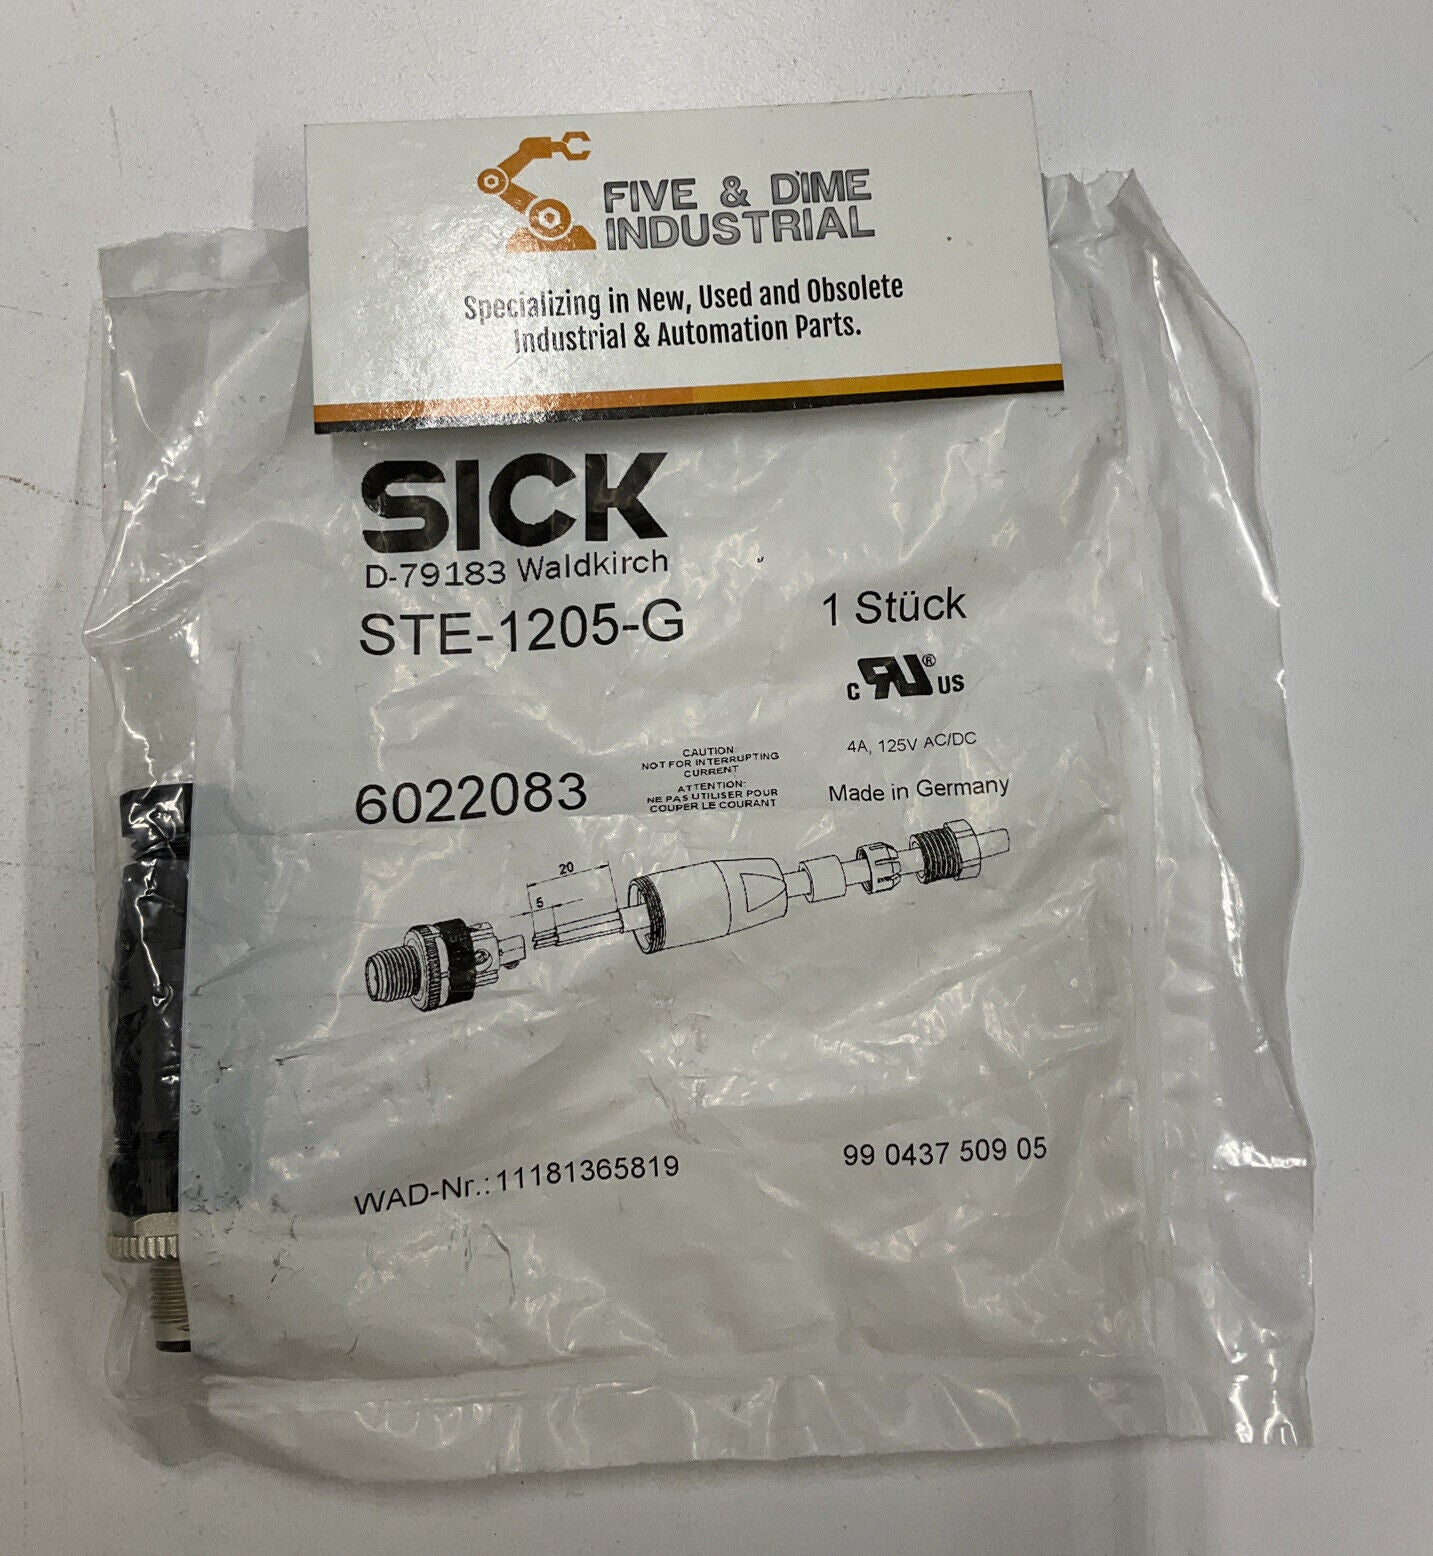 FIVE & DIME
INDUSTRIAL
Specializing in New, Used and Obsolete
Industrial & Automation Parts.
SICK
D-79183 Waldkirch
STE-1205-G
1 Stück
c RU ® US
4A, 125V AC/DC
CAUTION:
NOT FOR INTERRUPTING
CURRENT
ATTENTION:
NE PAS UTILISER POUR
COUPER LE COURANT
6022083
Made in Germany
20
5
WAD-Nr.:11181365819
99 0437 509 05